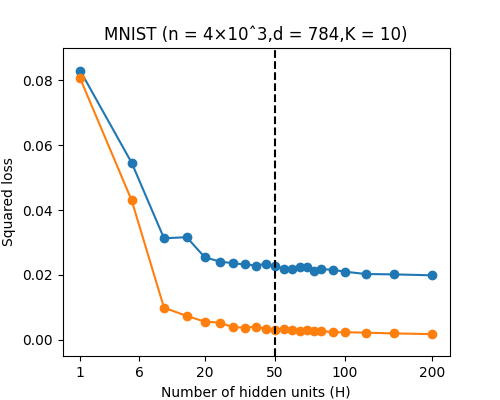 MNIST (n = 4×10ˆ3,d = 784,K = 10)
Squared loss
0.08
0.06
0.04
0.02
0.00
1 6 20 50 100 200
Number of hidden units (H)